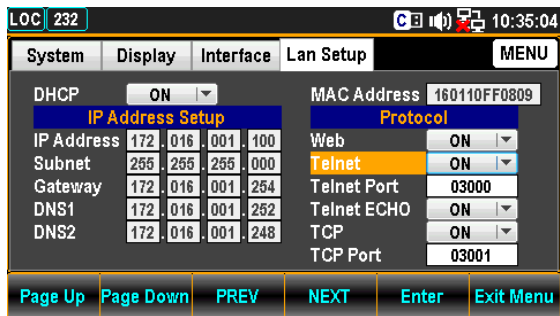 LOC 232 C 10:35:04
System Display Interface Lan Setup MENU
DHCP ON
IP Address Setup
IP Address 172 . 016 . 001 . 100
Subnet 255 . 255 . 255 . 000
Gateway 172 . 016 . 001 . 254
DNS1 172 . 016 . 001 . 252
DNS2 172 . 016 . 001 . 248
MAC Address 160110FF0809
Protocol
Web ON
Telnet ON
Telnet Port 03000
Telnet ECHO ON
TCP ON
TCP Port 03001
Page Up Page Down PREV NEXT Enter Exit Menu